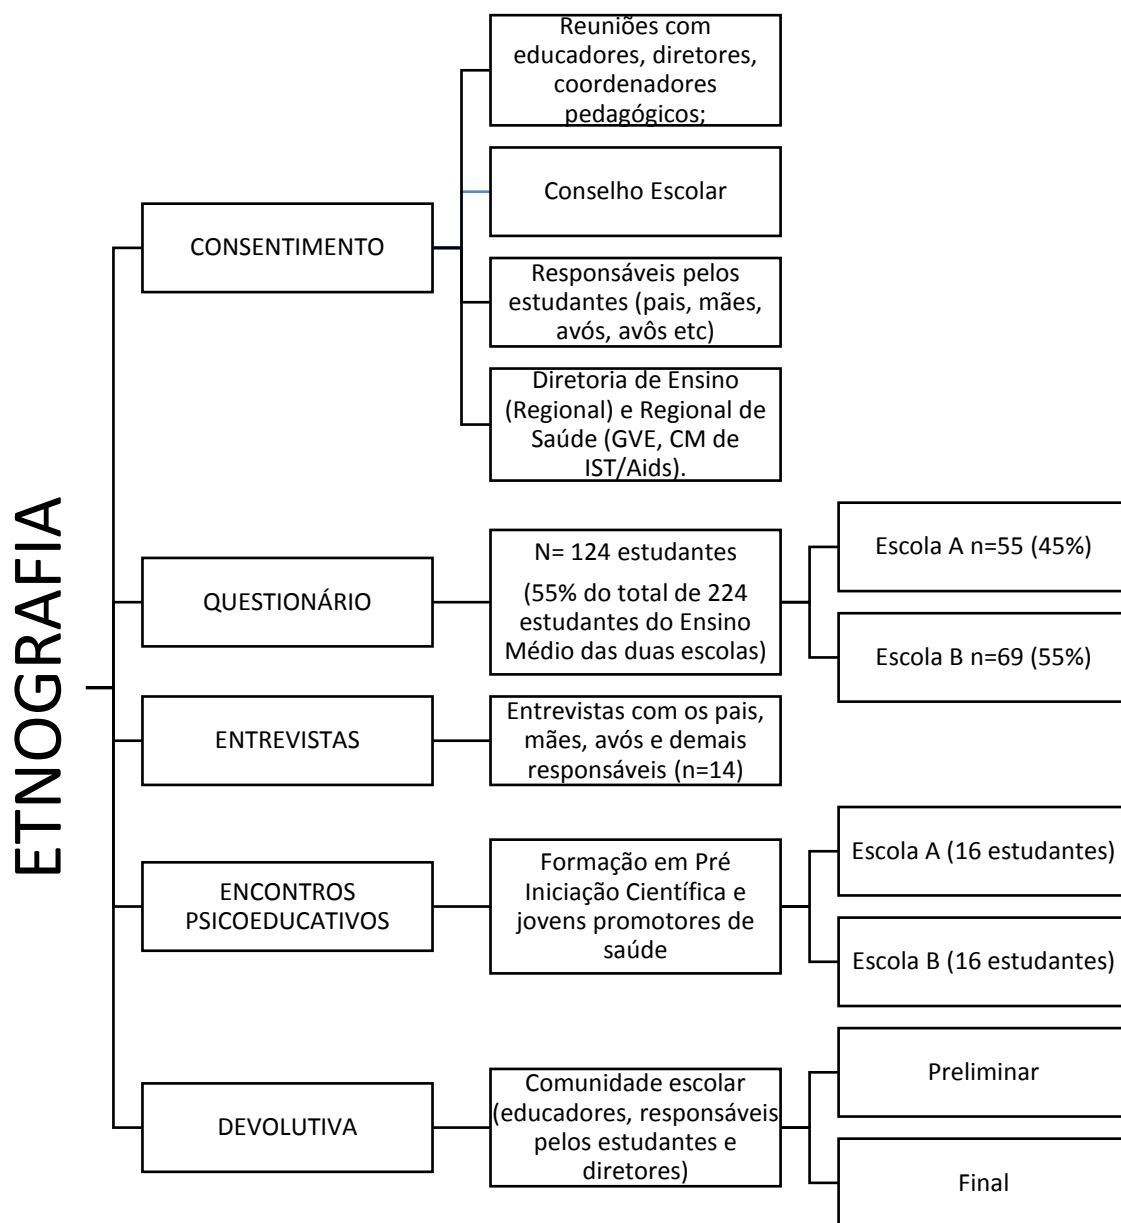 ETNOGRAFIA
CONSENTIMENTO
Reuniões com
educadores, diretores,
coordenadores
pedagógicos;
Conselho Escolar
Responsáveis pelos
estudantes (pais, mães,
avós, avôs etc)
Diretoria de Ensino
(Regional) e Regional de
Saúde (GVE, CM de
IST/Aids).
QUESTIONÁRIO
N= 124 estudantes
(55% do total de 224
estudantes do Ensino
Médio das duas escolas)
Escola A n=55 (45%)
Escola B n=69 (55%)
ENTREVISTAS
Entrevistas com os pais,
mães, avós e demais
responsáveis (n=14)
ENCONTROS
PSICOEDUCATIVOS
Formação em Pré
Iniciação Científica e
jovens promotores de
saúde
Escola A (16 estudantes)
Escola B (16 estudantes)
DEVOLUTIVA
Comunidade escolar
(educadores, responsáveis
pelos estudantes e
diretores)
Preliminar
Final